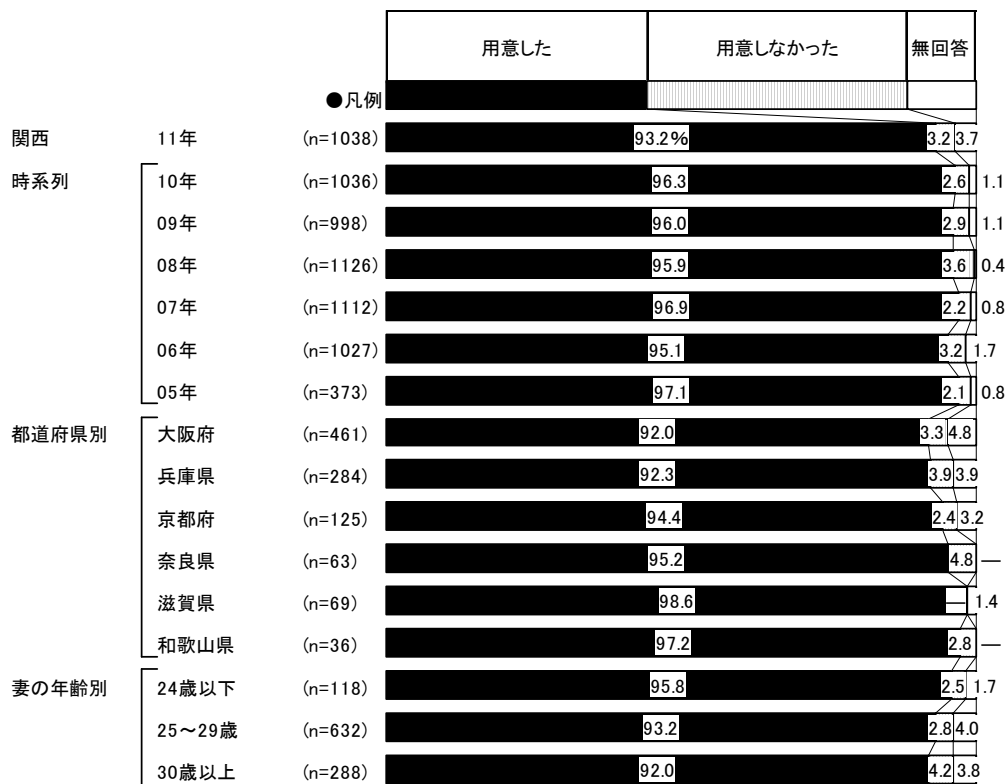 用意した 用意しなかった 無回答
●凡例
関西 11年 (n=1038) 93.2% 3.2 3.7
時系列 10年 (n=1036) 96.3 2.6 1.1
09年 (n=998) 96.0 2.9 1.1
08年 (n=1126) 95.9 3.6 0.4
07年 (n=1112) 96.9 2.2 0.8
06年 (n=1027) 95.1 3.2 1.7
05年 (n=373) 97.1 2.1 0.8
都道府県別 大阪府 (n=461) 92.0 3.3 4.8
兵庫県 (n=284) 92.3 3.9 3.9
京都府 (n=125) 94.4 2.4 3.2
奈良県 (n=63) 95.2 4.8 ―
滋賀県 (n=69) 98.6 ― 1.4
和歌山県 (n=36) 97.2 2.8 ―
妻の年齢別 24歳以下 (n=118) 95.8 2.5 1.7
25～29歳 (n=632) 93.2 2.8 4.0
30歳以上 (n=288) 92.0 4.2 3.8